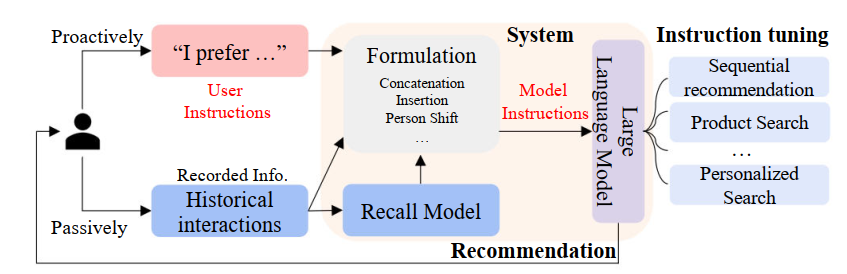 Proactively
"I prefer …"
User
Instructions
Passively
Recorded Info.
Historical
interactions
System
Formulation
Concatenation
Insertion
Person Shift
…
Recall Model
Model
Instructions
Large
Language Model
Recommendation
Instruction tuning
Sequential
recommendation
Product Search
…
Personalized
Search